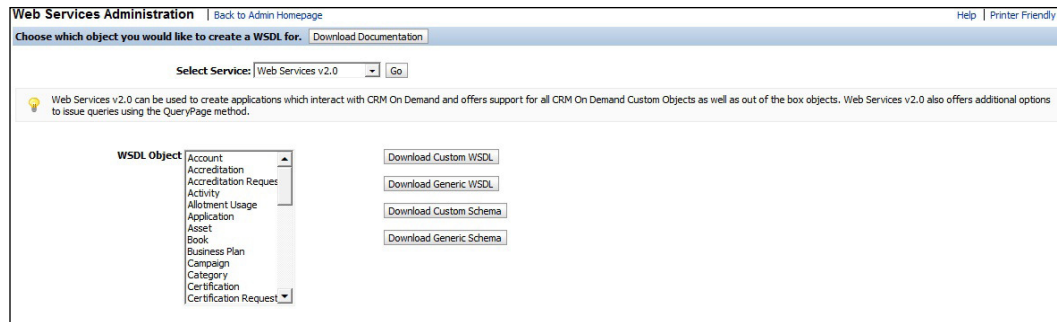 Web Services Administration | Back to Admin Homepage Help | Printer Friendly
Choose which object you would like to create a WSDL for. Download Documentation
Select Service: Web Services v2.0 Go
Web Services v2.0 can be used to create applications which interact with CRM On Demand and offers support for all CRM On Demand Custom Objects as well as out of the box objects. Web Services v2.0 also offers additional options
to issue queries using the QueryPage method.
WSDL Object Account Download Custom WSDL
Accreditation
Accreditation Reques
Activity Download Generic WSDL
Allotment Usage
Application Download Custom Schema
Asset
Book Download Generic Schema
Business Plan
Campaign
Category
Certification
Certification Request